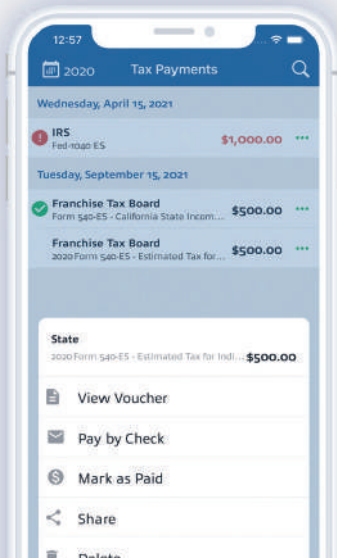 12:57
2020 Tax Payments
Wednesday, April 15, 2021
IRS
Fed-1040 ES
$1,000.00
Tuesday, September 15, 2021
Franchise Tax Board
Form 540-ES - California State Incom...
$500.00
Franchise Tax Board
2020 Form 540-ES - Estimated Tax for...
$500.00
State
2020 Form 540-ES - Estimated Tax for Indi... $500.00
View Voucher
Pay by Check
Mark as Paid
Share
Delete